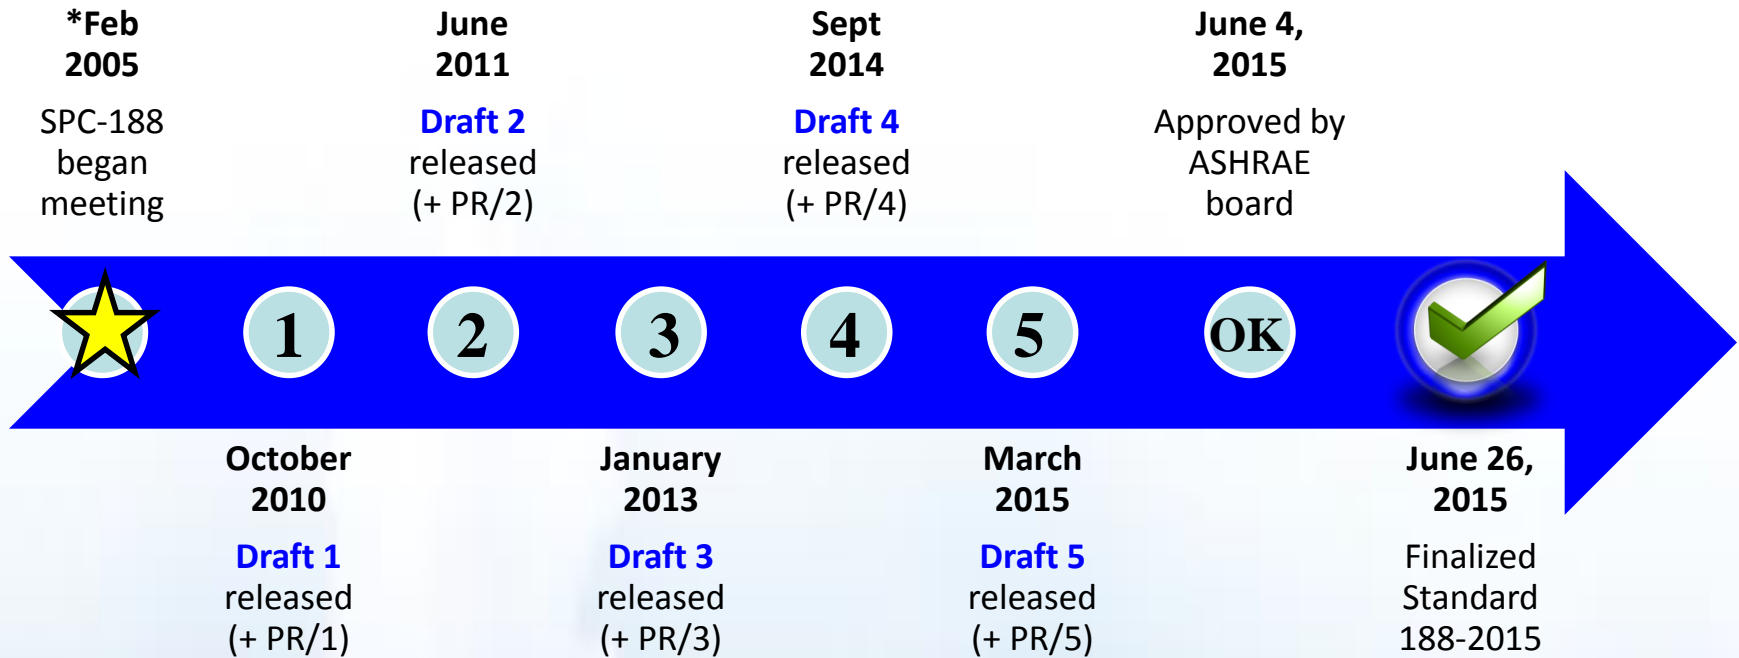 *Feb
2005
SPC-188
began
meeting
June
2011
Draft 2
released
(+ PR/2)
Sept
2014
Draft 4
released
(+ PR/4)
June 4,
2015
Approved by
ASHRAE
board
1
2
3
4
5
OK
October
2010
Draft 1
released
(+ PR/1)
January
2013
Draft 3
released
(+ PR/3)
March
2015
Draft 5
released
(+ PR/5)
June 26,
2015
Finalized
Standard
188-2015